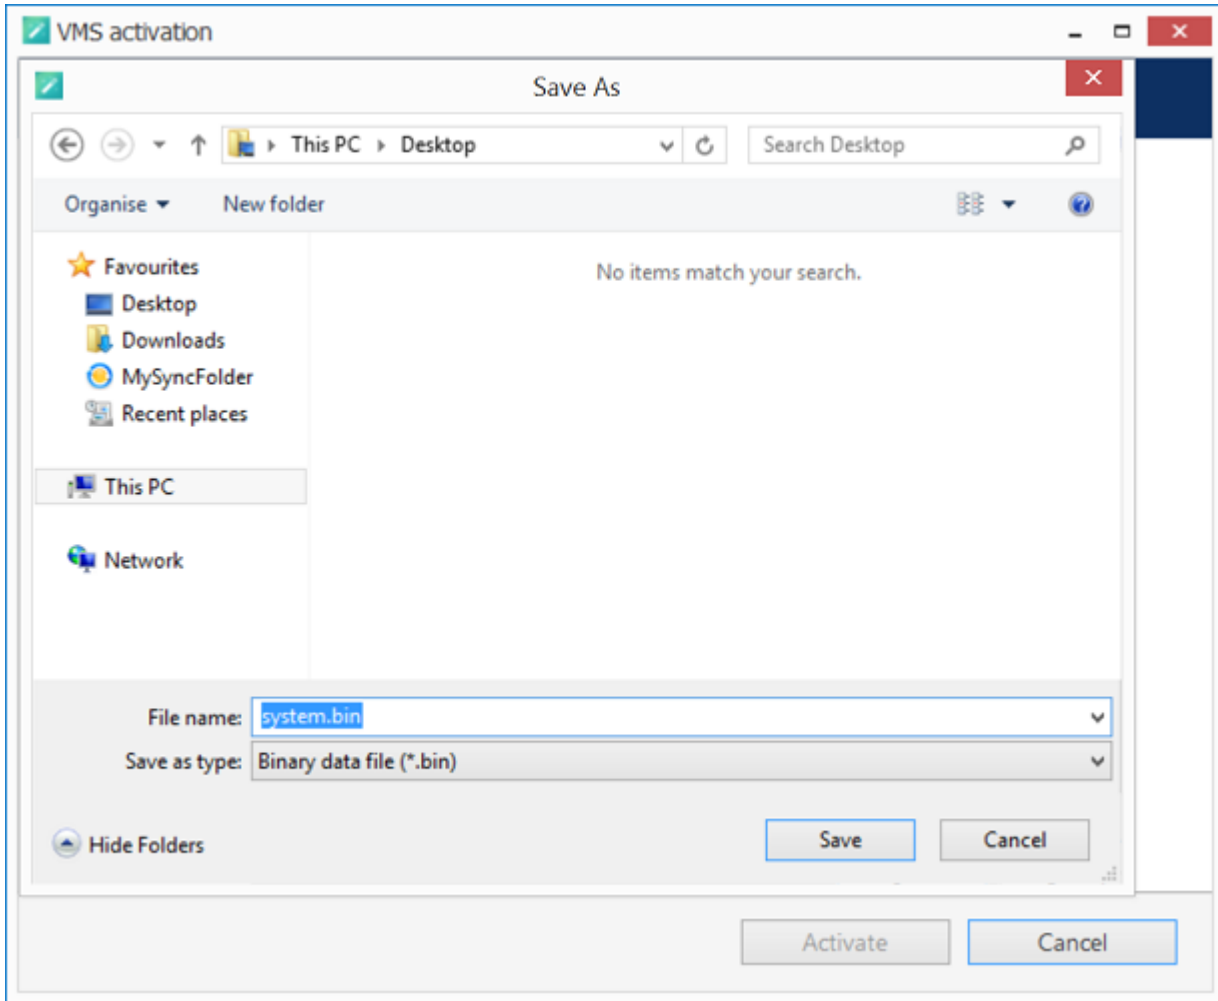 VMS activation
Save As
This PC Desktop Search Desktop
Organise New folder
Favourites
No items match your search.
Desktop
Downloads
MySyncFolder
Recent places
This PC
Network
File name: system.bin
Save as type: Binary data file (*.bin)
Hide Folders Save Cancel
Activate Cancel